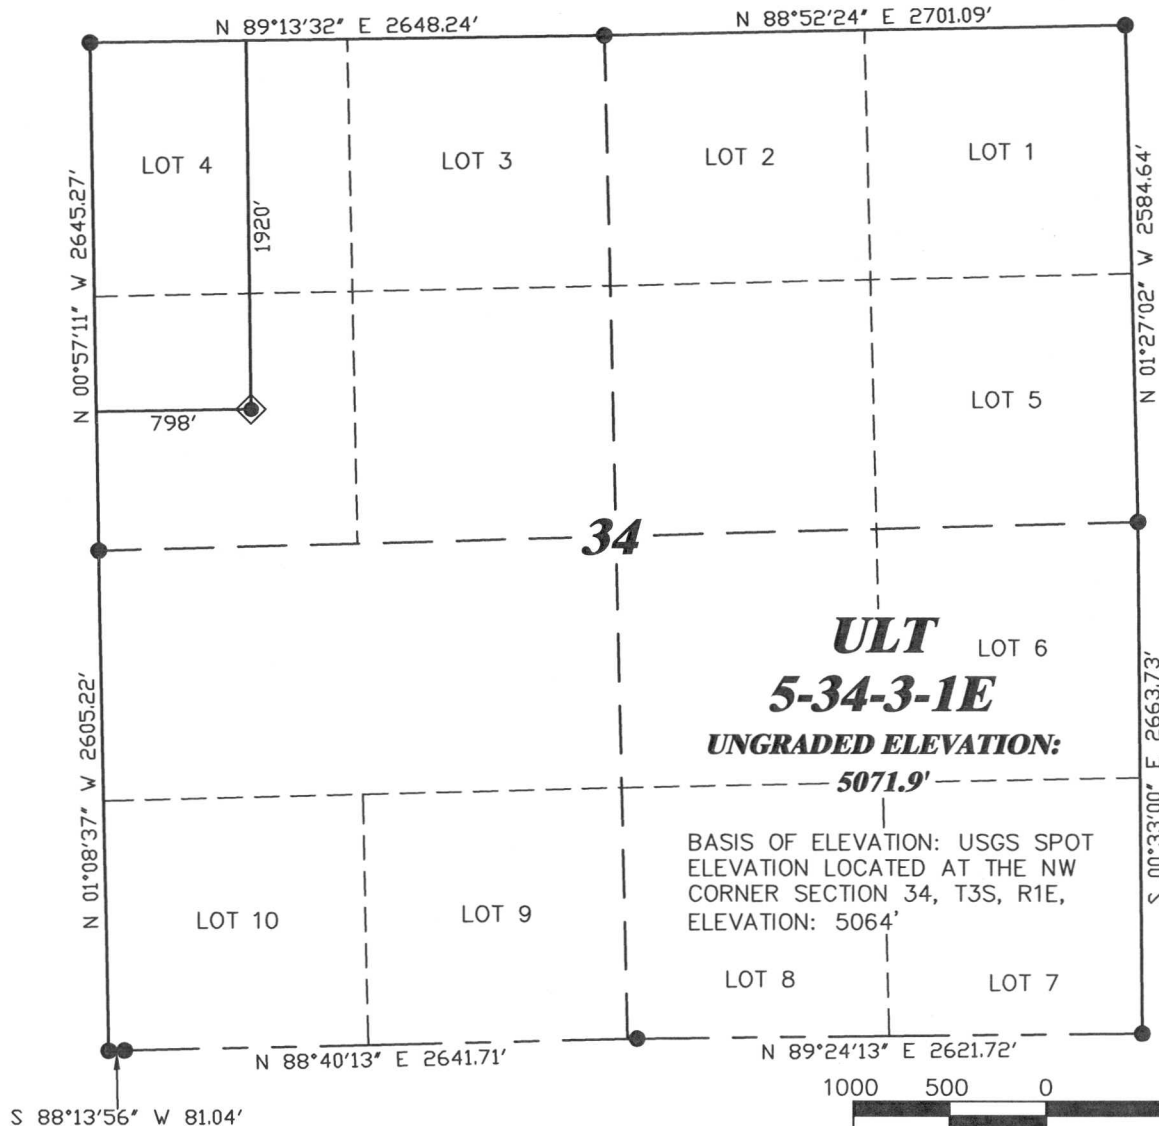 N 89°13'32" E 2648.24'
N 88°52'24" E 2701.09'
LOT 4
LOT 3
LOT 2
LOT 1
N 00°57'11" W 2645.27'
1920'
N 01°27'02" W 2584.64'
798'
LOT 5
34
ULT
LOT 6
5-34-3-1E
UNGRADED ELEVATION:
5071.9'
N 01°08'37" W 2605.22'
S 00°33'00" E 2663.73'
BASIS OF ELEVATION: USGS SPOT
ELEVATION LOCATED AT THE NW
CORNER SECTION 34, T3S, R1E,
ELEVATION: 5064'
LOT 10
LOT 9
LOT 8
LOT 7
N 88°40'13" E 2641.71'
N 89°24'13" E 2621.72'
S 88°13'56" W 81.04'
1000 500 0